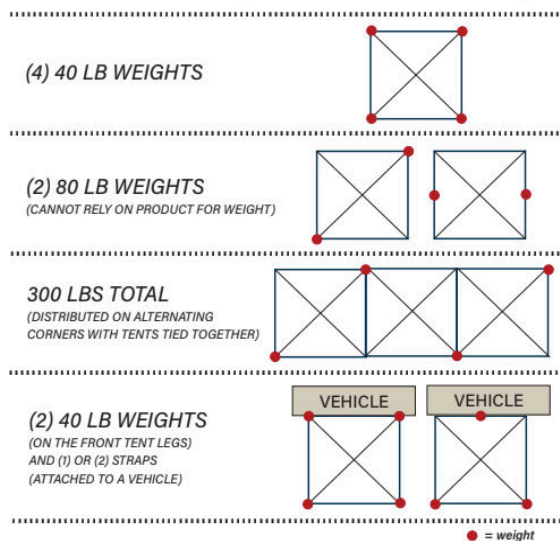 (4) 40 LB WEIGHTS
(2) 80 LB WEIGHTS
(CANNOT RELY ON PRODUCT FOR WEIGHT)
300 LBS TOTAL
(DISTRIBUTED ON ALTERNATING
CORNERS WITH TENTS TIED TOGETHER)
VEHICLE
VEHICLE
(2) 40 LB WEIGHTS
(ON THE FRONT TENT LEGS)
AND (1) OR (2) STRAPS
(ATTACHED TO A VEHICLE)
= weight